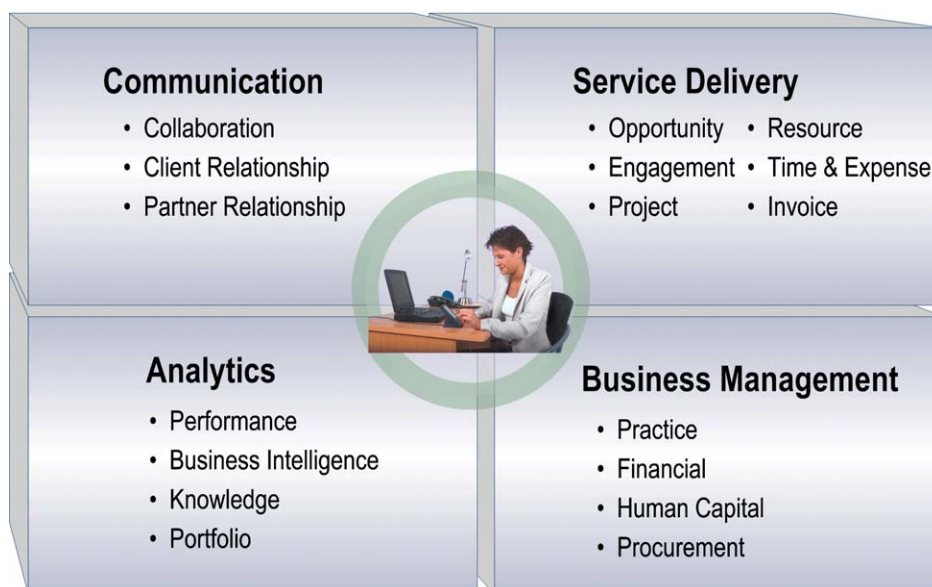 Communication
• Collaboration
• Client Relationship
• Partner Relationship
Service Delivery
• Opportunity • Resource
• Engagement • Time & Expense
• Project • Invoice
Analytics
• Performance
• Business Intelligence
• Knowledge
• Portfolio
Business Management
• Practice
• Financial
• Human Capital
• Procurement